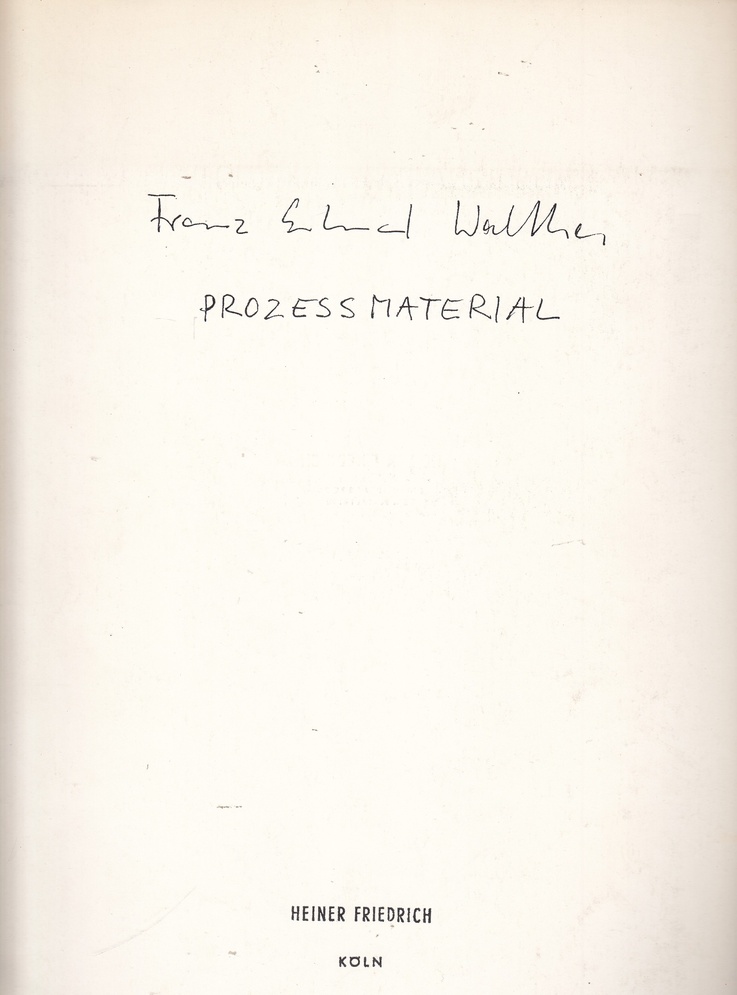 Franz Erhard Walther
PROZESSMATERIAL
HEINER FRIEDRICH
KÖLN